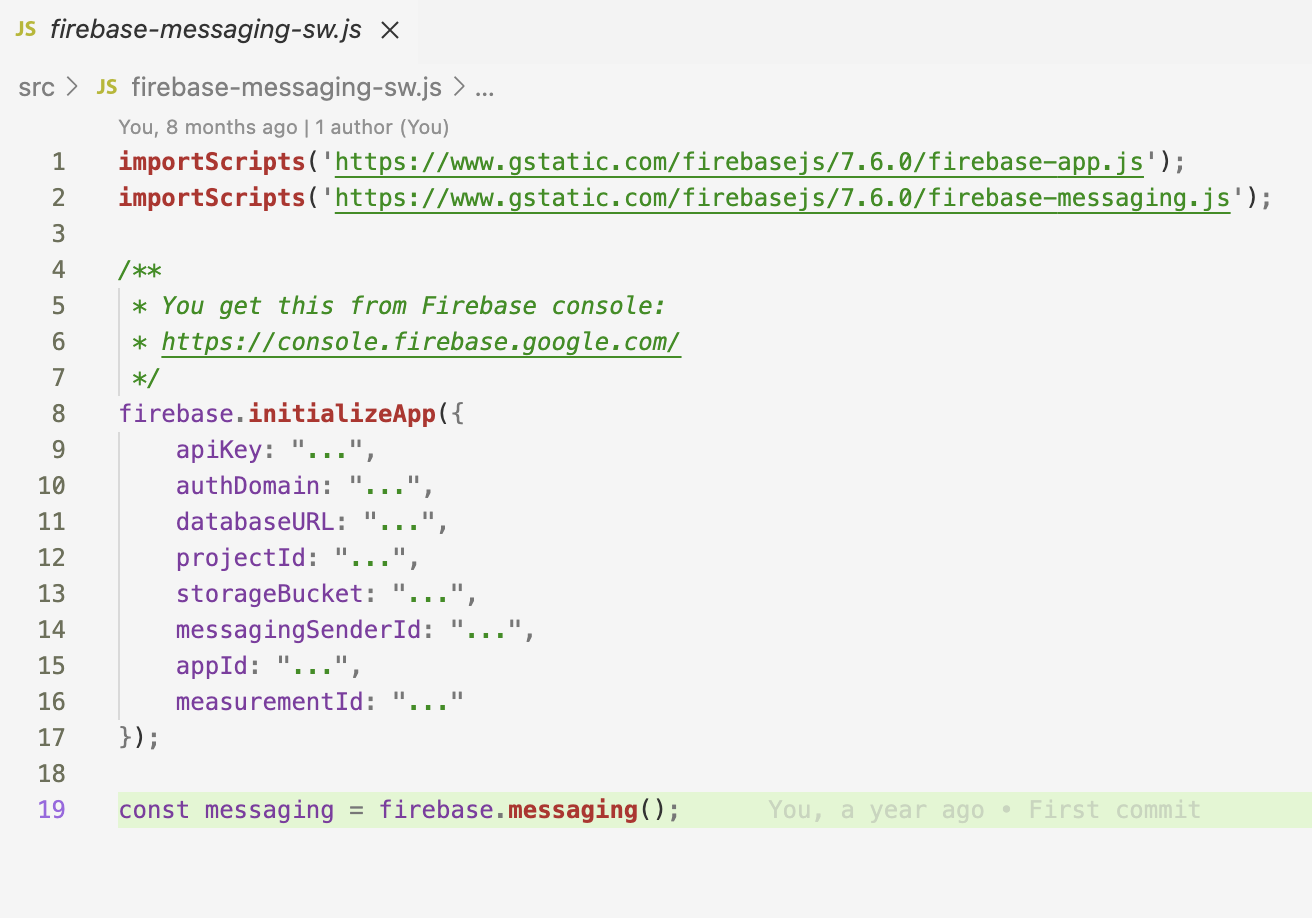 JS firebase-messaging-sw.js ×
src > JS firebase-messaging-sw.js > ...
You, 8 months ago | 1 author (You)
1 importScripts('https://www.gstatic.com/firebasejs/7.6.0/firebase-app.js');
2 importScripts('https://www.gstatic.com/firebasejs/7.6.0/firebase-messaging.js');
3
4 /**
5  * You get this from Firebase console:
6  * https://console.firebase.google.com/
7  */
8 firebase.initializeApp({
9     apiKey: "...",
10     authDomain: "...",
11     databaseURL: "...",
12     projectId: "...",
13     storageBucket: "...",
14     messagingSenderId: "...",
15     appId: "...",
16     measurementId: "..."
17 });
18
19 const messaging = firebase.messaging(); You, a year ago • First commit